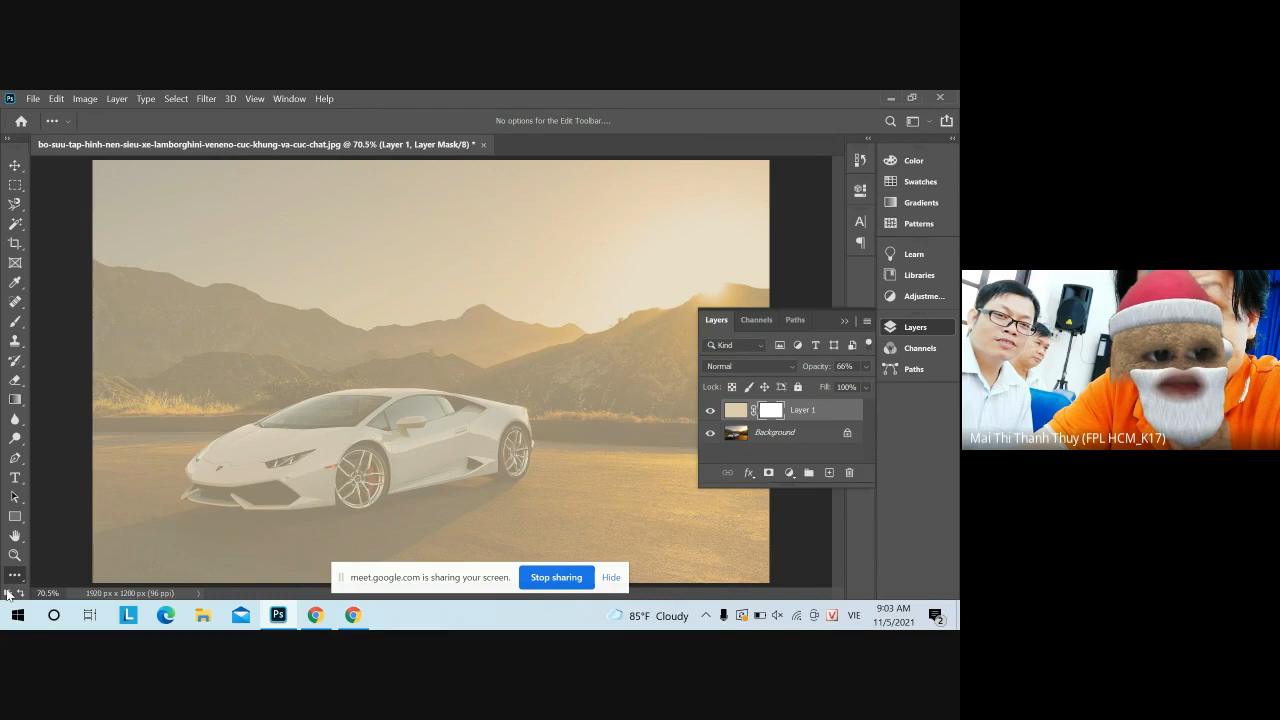 Ps File Edit Image Layer Type Select Filter 3D View Window Help
No options for the Edit Toolbar....
bo-suu-tap-hinh-nen-sieu-xe-lamborghini-veneno-cuc-khung-va-cuc-chat.jpg @ 70.5% (Layer 1, Layer Mask/8) *
Color
Swatches
Gradients
Patterns
Learn
Libraries
Adjustme...
Layers
Channels
Paths
Layers Channels Paths
Kind
Normal Opacity: 66%
Lock: Fill: 100%
Layer 1
Background
Mai Thi Thanh Thuy (FPL HCM_K17)
meet.google.com is sharing your screen. Stop sharing Hide
70.5% 1920 px x 1200 px (96 ppi)
L Ps 85°F Cloudy V VIE 9:03 AM
11/5/2021 2